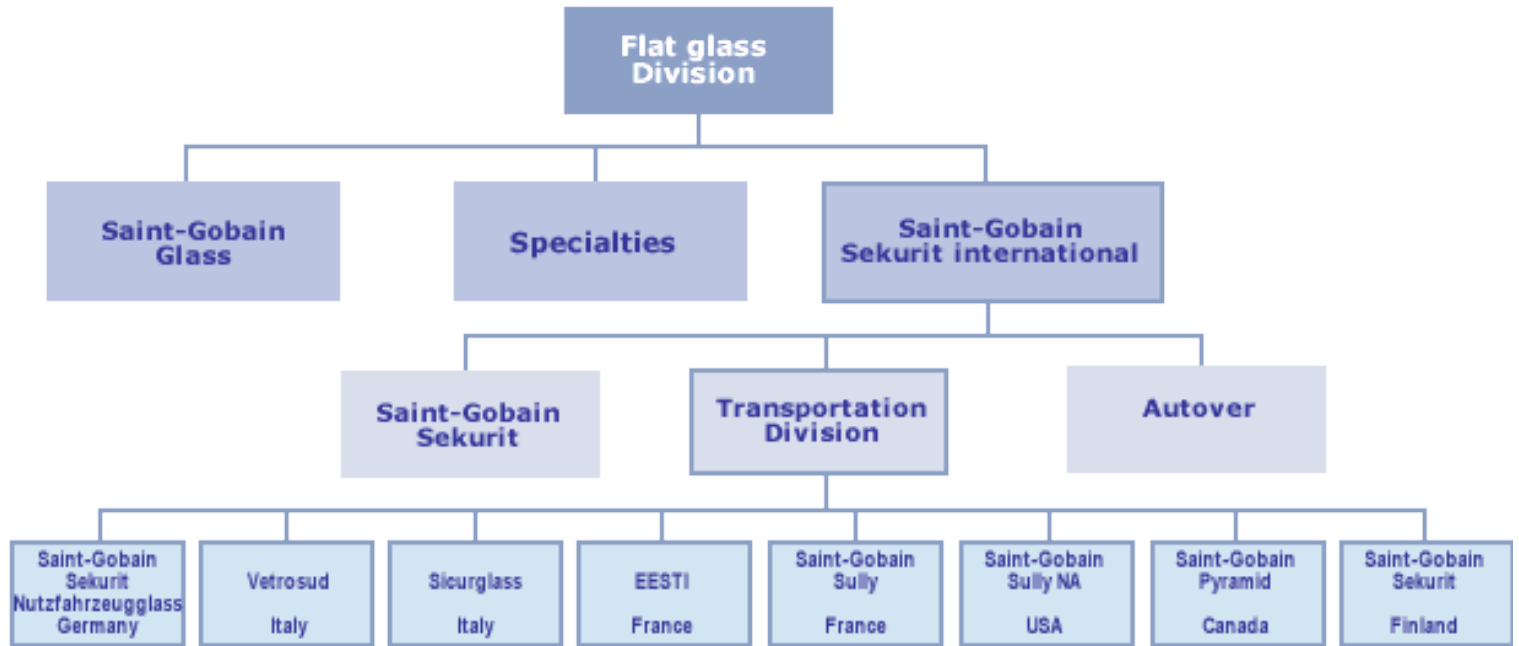 Flat glass
Division
Saint-Gobain
Glass
Specialties
Saint-Gobain
Sekurit international
Saint-Gobain
Sekurit
Transportation
Division
Autover
Saint-Gobain
Sekurit
Nutzfahrzeugglass
Germany
Vetrosud
Italy
Sicurglass
Italy
EESTI
France
Saint-Gobain
Sully
France
Saint-Gobain
Sully NA
USA
Saint-Gobain
Pyramid
Canada
Saint-Gobain
Sekurit
Finland